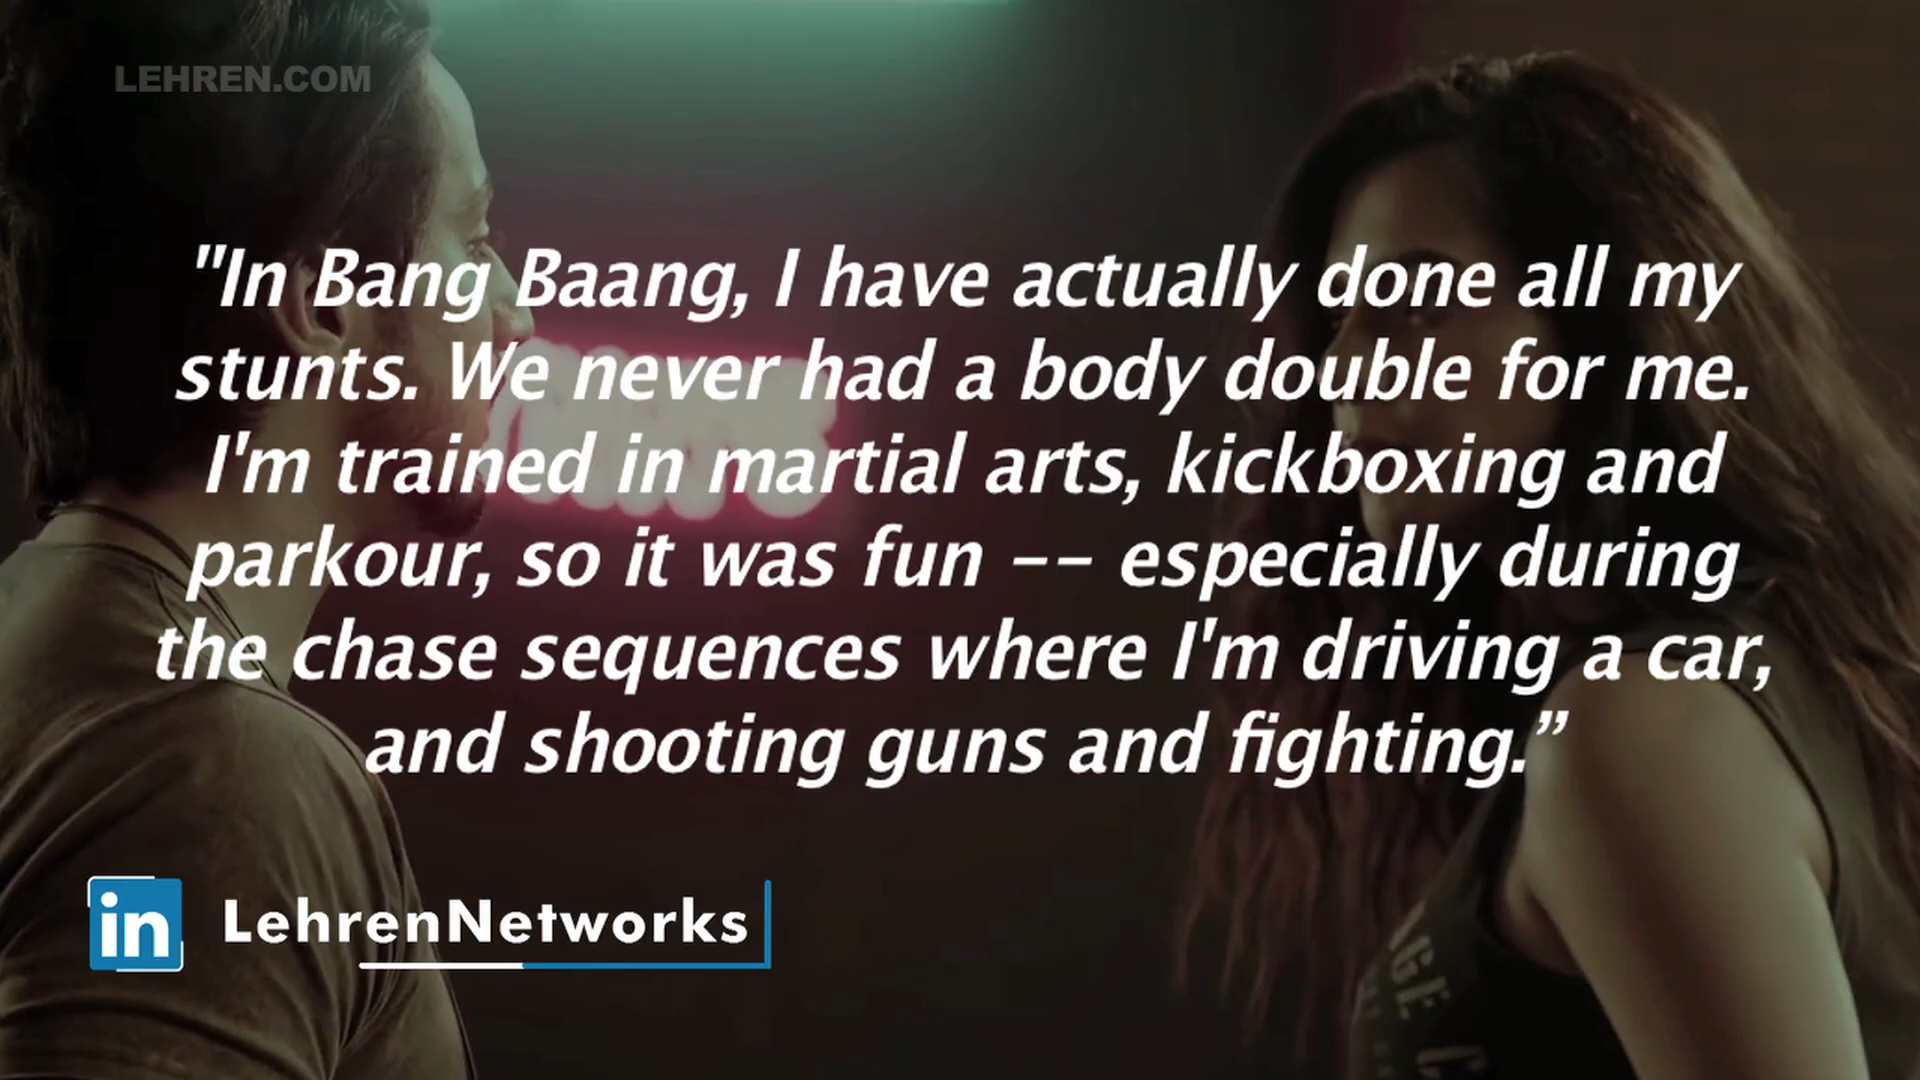 LEHREN.COM
"In Bang Baang, I have actually done all my
stunts. We never had a body double for me.
I'm trained in martial arts, kickboxing and
parkour, so it was fun -- especially during
the chase sequences where I'm driving a car,
and shooting guns and fighting.”
in LehrenNetworks